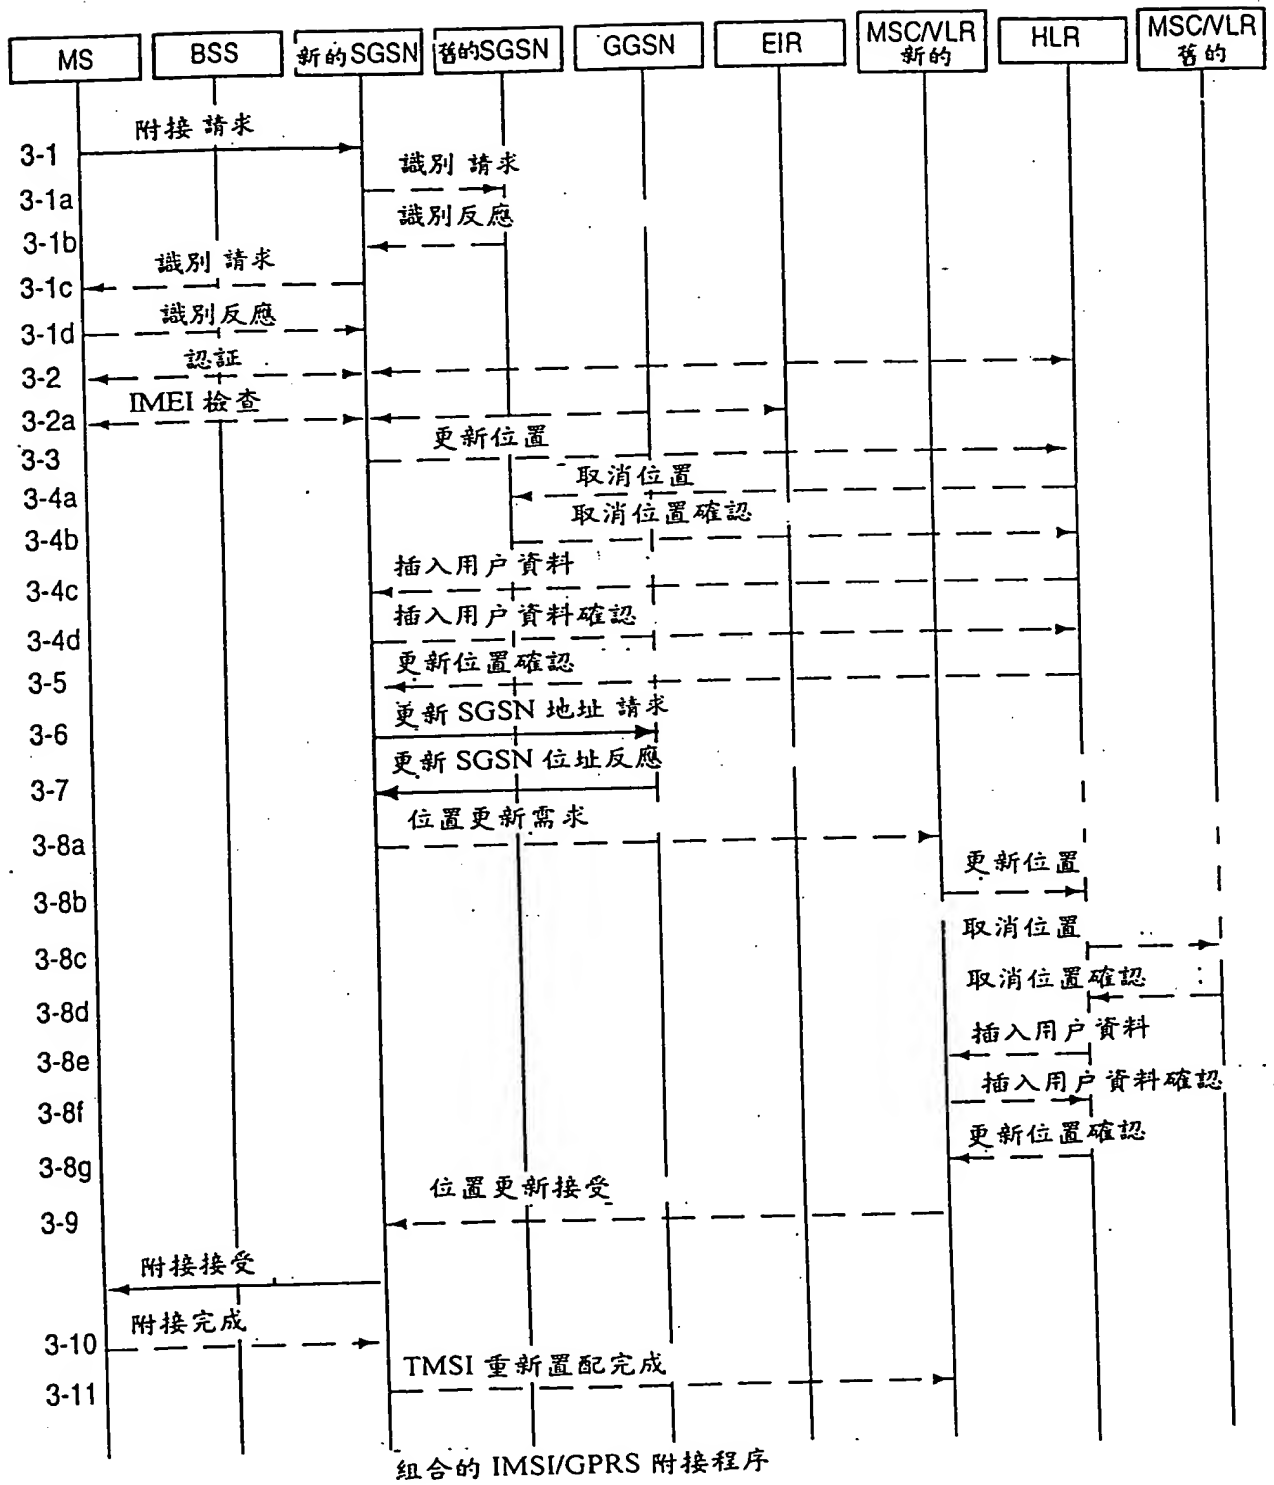 MS
BSS
新的SGSN
舊的SGSN
GGSN
EIR
MSC/VLR
新的
HLR
MSC/VLR
舊的
附接 請求
3-1
識別 請求
3-1a
識別反應
3-1b
識別 請求
3-1c
識別反應
3-1d
認証
3-2
IMEI 檢查
3-2a
更新位置
3-3
取消位置
3-4a
取消位置確認
3-4b
插入用户資料
3-4c
插入用户資料確認
3-4d
更新位置確認
3-5
更新 SGSN 地址 請求
3-6
更新 SGSN 位址反應
3-7
位置更新需求
3-8a
更新位置
3-8b
取消位置
3-8c
取消位置確認
3-8d
插入用户資料
3-8e
插入用户資料確認
3-8f
更新位置確認
3-8g
位置更新接受
3-9
附接接受
附接完成
3-10
TMSI 重新置配完成
3-11
組合的 IMSI/GPRS 附接程序